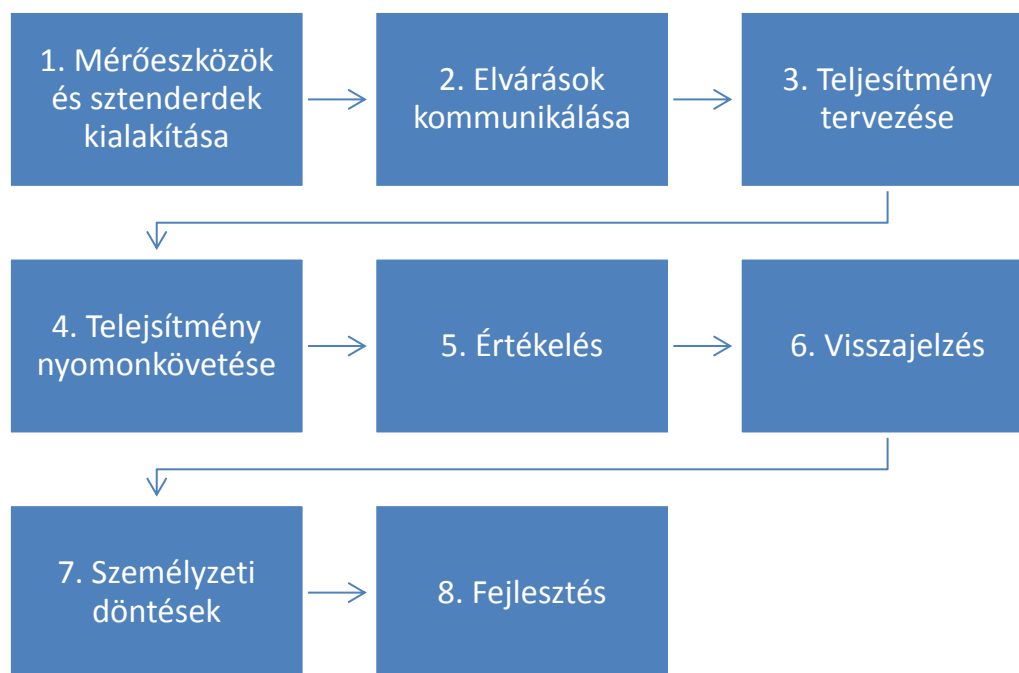 1. Mérőeszközök
és sztenderdek
kialakítása
2. Elvárások
kommunikálása
3. Teljesítmény
tervezése
4. Telejsítmény
nyomonkövetése
5. Értékelés
6. Visszajelzés
7. Személyzeti
döntések
8. Fejlesztés